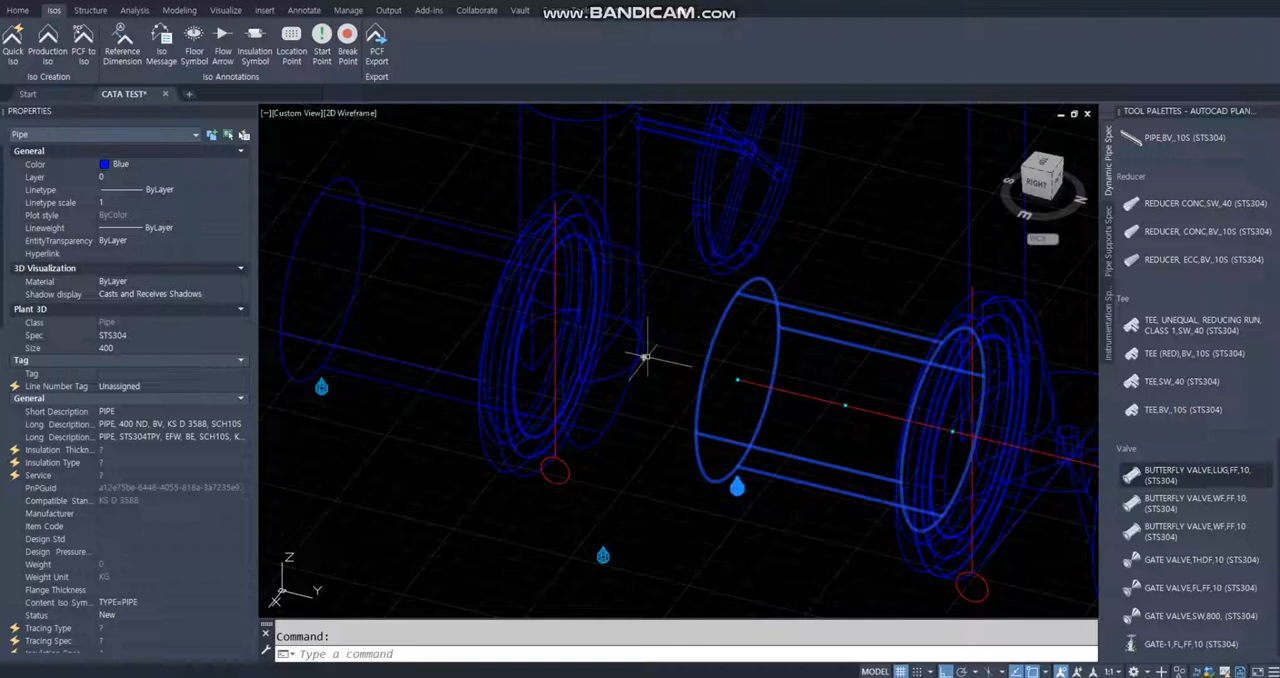 www.BANDICAM.com
Home Isos Structure Analysis Modeling Visualize Insert Annotate Manage Output Add-ins Collaborate Vault
Quick Iso
Production Iso
PCF to Iso
Reference Dimension
Iso Message
Floor Symbol
Flow Arrow
Insulation Symbol
Location Point
Start Point
Break Point
PCF Export
Iso Creation
Iso Annotations
Export
Start
CATA TEST*
PROPERTIES
Pipe
General
Color Blue
Layer 0
Linetype ByLayer
Linetype scale 1
Plot style ByColor
Lineweight ByLayer
EntityTransparency ByLayer
Hyperlink
3D Visualization
Material ByLayer
Shadow display Casts and Receives Shadows
Plant 3D
Class Pipe
Spec STS304
Size 400
Tag
Tag
Line Number Tag Unassigned
General
Short Description PIPE
Long Description... PIPE, 400 ND, BV, KS D 3588, SCH10S
Long Description... PIPE, STS304TPY, EFW, BE, SCH10S, K...
Insulation Thickn... ?
Insulation Type ?
Service ?
PnPGuid
Compatible Stan... KS D 3588
Manufacturer
Item Code
Design Std
Design Pressure...
Weight 0
Weight Unit KG
Flange Thickness
Content Iso Sym... TYPE=PIPE
Status New
Tracing Type ?
Tracing Spec ?
[−][Custom View][2D Wireframe]
RIGHT
S
N
WCS
Z
Y
X
Command:
Type a command
TOOL PALETTES - AUTOCAD PLAN...
Dynamic Pipe Spec
Pipe Supports Spec
Instrumentation Sp...
PIPE,BV,_10S (STS304)
Reducer
REDUCER CONC,SW_40 (STS304)
REDUCER, CONC,BV,_10S (STS304)
REDUCER, ECC,BV,_10S (STS304)
Tee
TEE, UNEQUAL, REDUCING RUN,
CLASS 1,SW_40 (STS304)
TEE (RED),BV,_10S (STS304)
TEE,SW_40 (STS304)
TEE,BV,_10S (STS304)
Valve
BUTTERFLY VALVE,LUG,FF,10,
(STS304)
BUTTERFLY VALVE,WF,FF,10,
(STS304)
BUTTERFLY VALVE,WF,FF,10
(STS304)
GATE VALVE,THDF,10 (STS304)
GATE VALVE,FL,FF,10 (STS304)
GATE VALVE,SW,800, (STS304)
GATE-1,FL,FF,10 (STS304)
MODEL
1:1